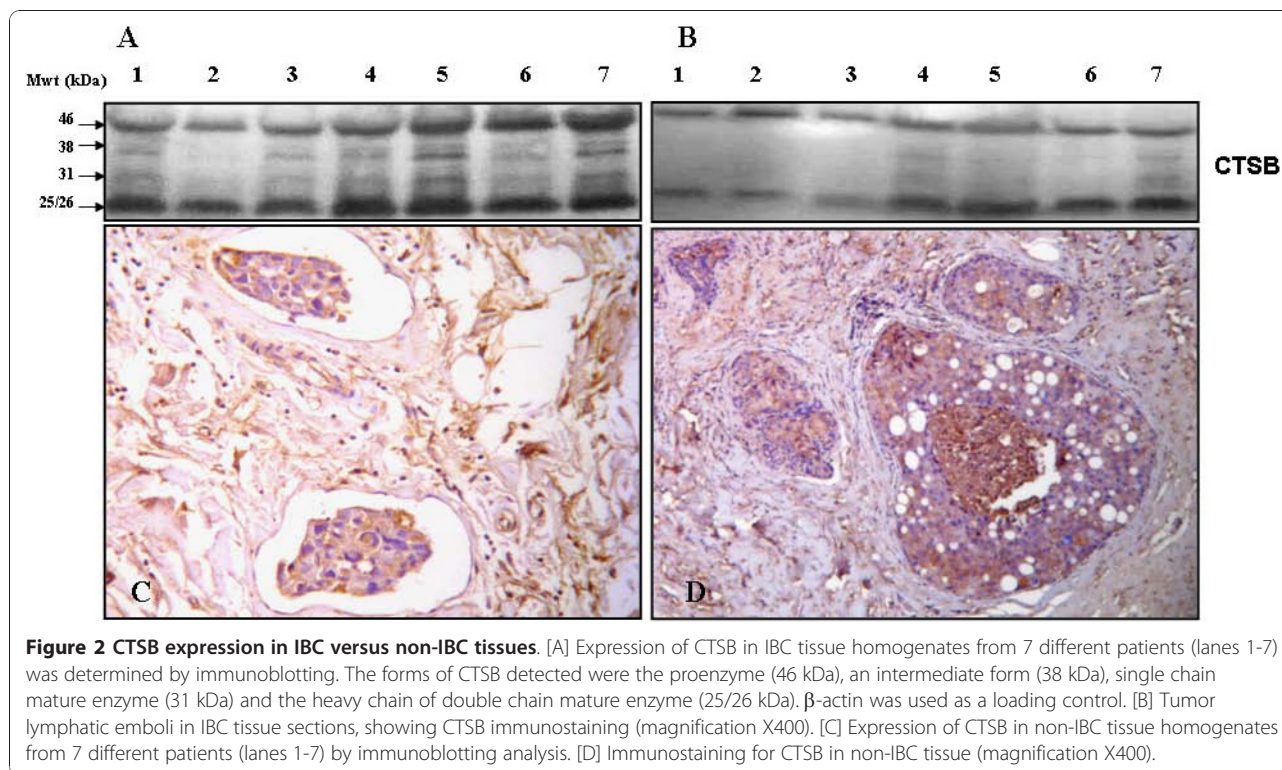 A B
Mwt (kDa) 1 2 3 4 5 6 7 1 2 3 4 5 6 7
46
38
31
25/26
CTSB
C D
Figure 2 CTSB expression in IBC versus non-IBC tissues. [A] Expression of CTSB in IBC tissue homogenates from 7 different patients (lanes 1-7)
was determined by immunoblotting. The forms of CTSB detected were the proenzyme (46 kDa), an intermediate form (38 kDa), single chain
mature enzyme (31 kDa) and the heavy chain of double chain mature enzyme (25/26 kDa). β-actin was used as a loading control. [B] Tumor
lymphatic emboli in IBC tissue sections, showing CTSB immunostaining (magnification X400). [C] Expression of CTSB in non-IBC tissue homogenates
from 7 different patients (lanes 1-7) by immunoblotting analysis. [D] Immunostaining for CTSB in non-IBC tissue (magnification X400).